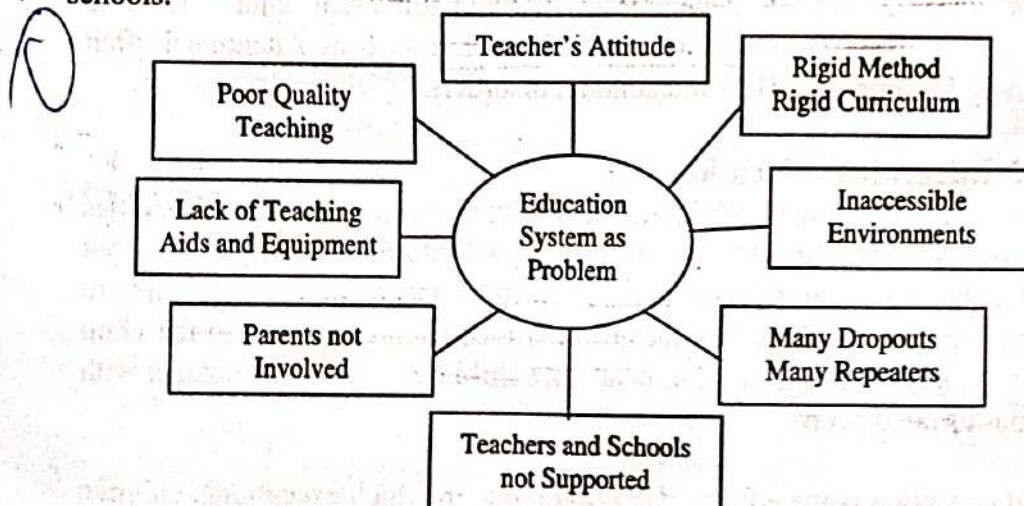 schools.
Teacher's Attitude
Rigid Method
Rigid Curriculum
Poor Quality
Teaching
Inaccessible
Environments
Education
System as
Problem
Lack of Teaching
Aids and Equipment
Parents not
Involved
Many Dropouts
Many Repeaters
Teachers and Schools
not Supported